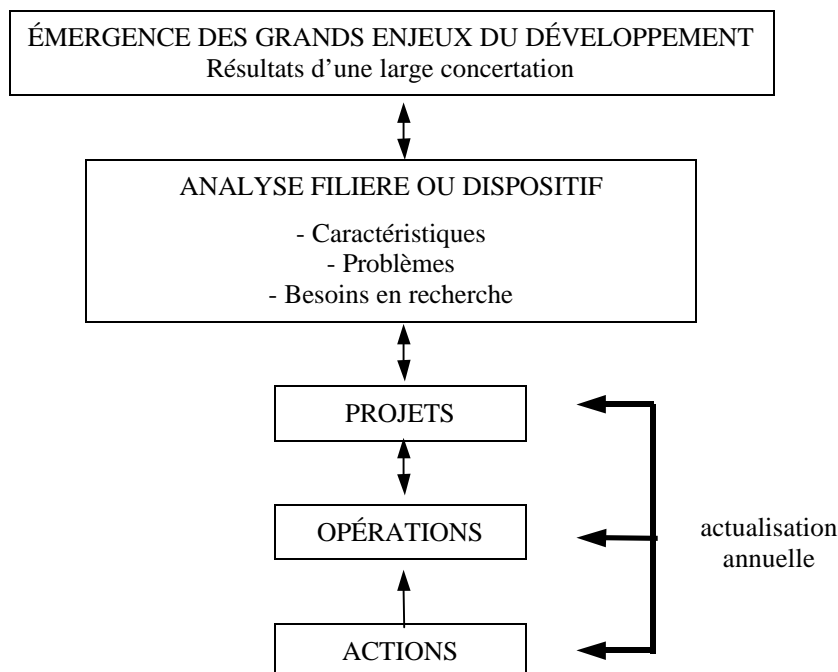 ÉMERGENCE DES GRANDS ENJEUX DU DÉVELOPPEMENT
Résultats d’une large concertation
ANALYSE FILIERE OU DISPOSITIF
- Caractéristiques
- Problèmes
- Besoins en recherche
PROJETS
OPÉRATIONS
actualisation
annuelle
ACTIONS